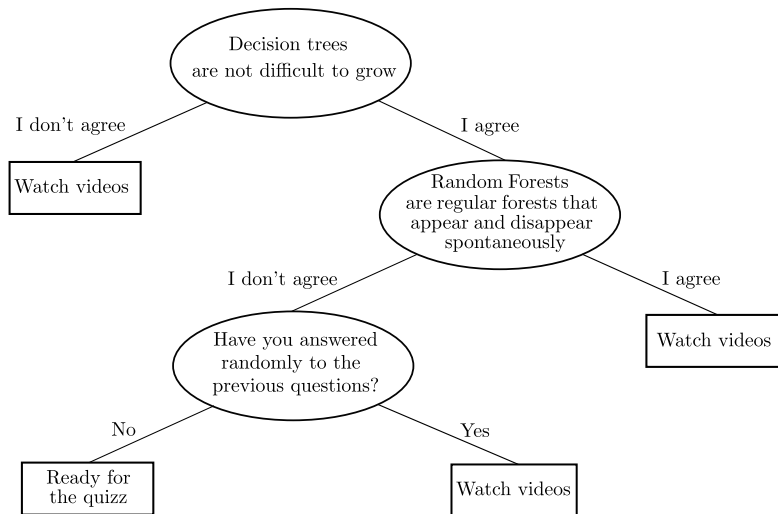 Decision trees
are not difficult to grow
I don't agree
I agree
Watch videos
Random Forests
are regular forests that
appear and disappear
spontaneously
I don't agree
I agree
Have you answered
randomly to the
previous questions?
Watch videos
No
Yes
Ready for
the quizz
Watch videos